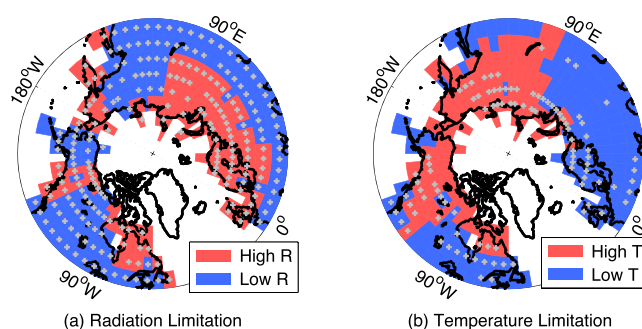 90°E
180°W
0°
90°W
High R
Low R
(a) Radiation Limitation
90°E
180°W
0°
90°W
High T
Low T
(b) Temperature Limitation